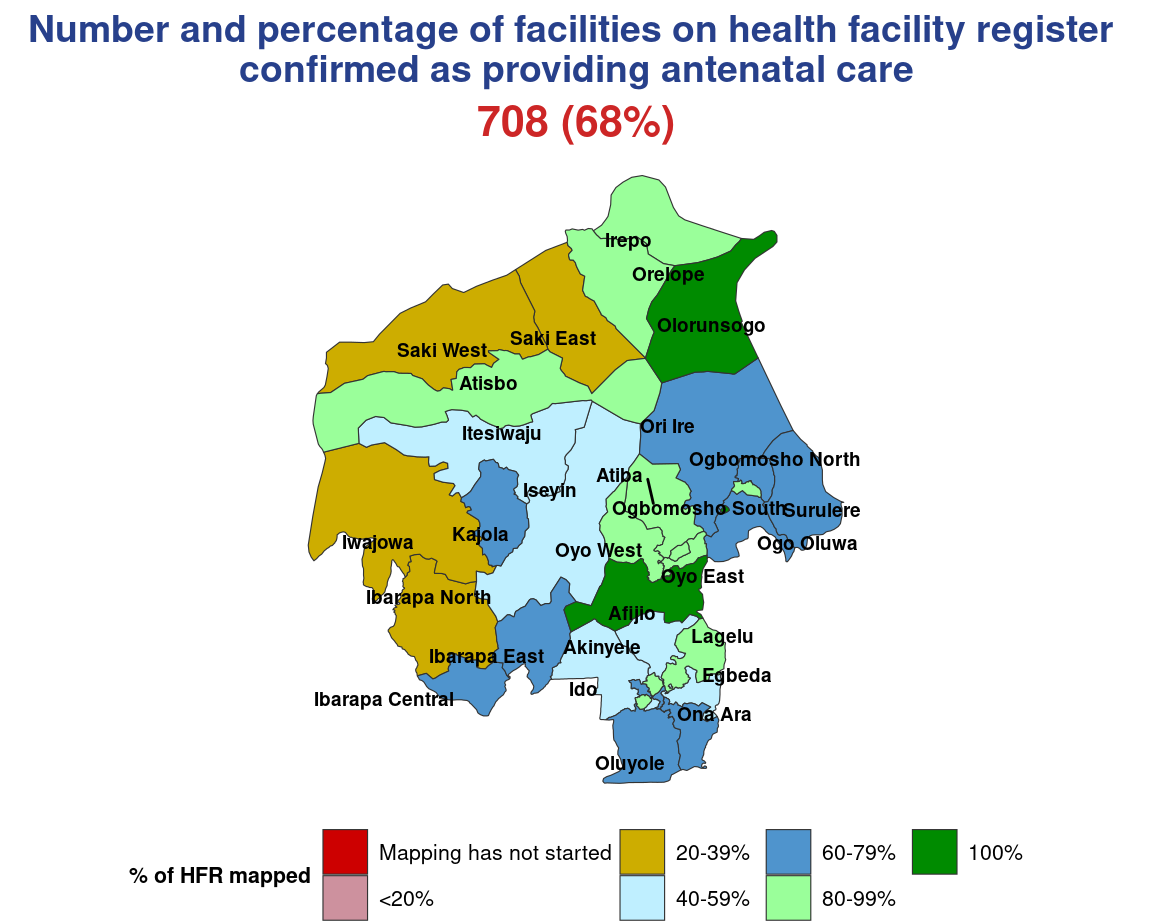 Number and percentage of facilities on health facility register
confirmed as providing antenatal care
708 (68%)
Irepo
Orelope
Olorunsogo
Saki East
Saki West
Atisbo
Ori Ire
Itesiwaju
Ogbomosho North
Atiba
Iseyin
Ogbomosho South
Surulere
Kajola
Iwajowa
Ogo Oluwa
Oyo West
Oyo East
Ibarapa North
Afijio
Lagelu
Akinyele
Ibarapa East
Egbeda
Ido
Ibarapa Central
Ona Ara
Oluyole
% of HFR mapped
Mapping has not started
<20%
20-39%
40-59%
60-79%
80-99%
100%